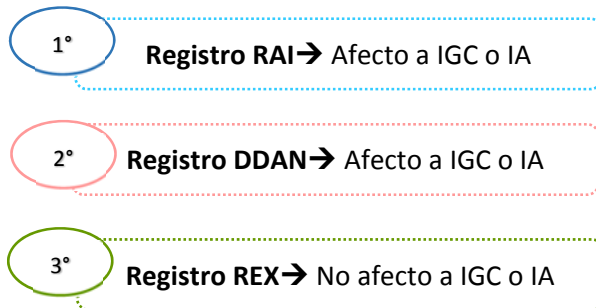 1° Registro RAI➔ Afecto a IGC o IA
2° Registro DDAN➔ Afecto a IGC o IA
3° Registro REX➔ No afecto a IGC o IA